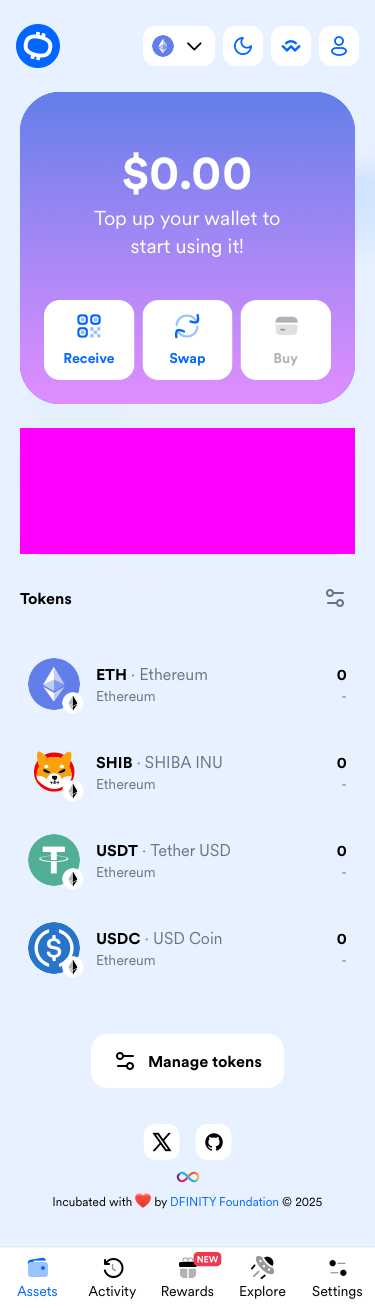 $0.00
Top up your wallet to
start using it!
Receive
Swap
Buy
Tokens
ETH · Ethereum
0
Ethereum
-
SHIB · SHIBA INU
0
Ethereum
-
USDT · Tether USD
0
Ethereum
-
USDC · USD Coin
0
Ethereum
-
Manage tokens
Incubated with ❤️ by DFINITY Foundation © 2025
NEW
Assets
Activity
Rewards
Explore
Settings